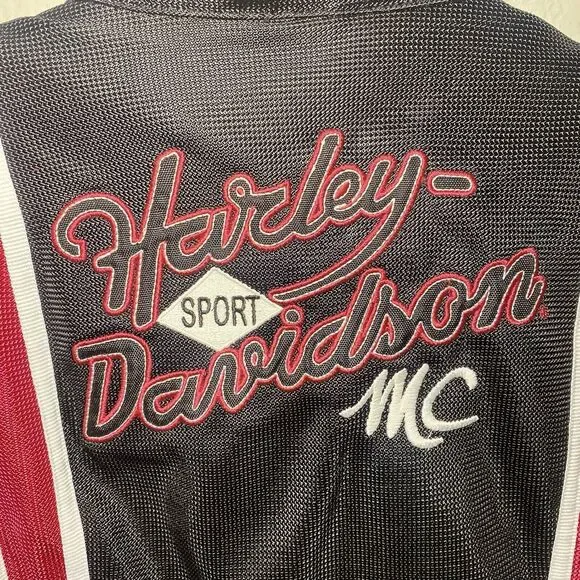 Harley-
SPORT
Davidson®
MC